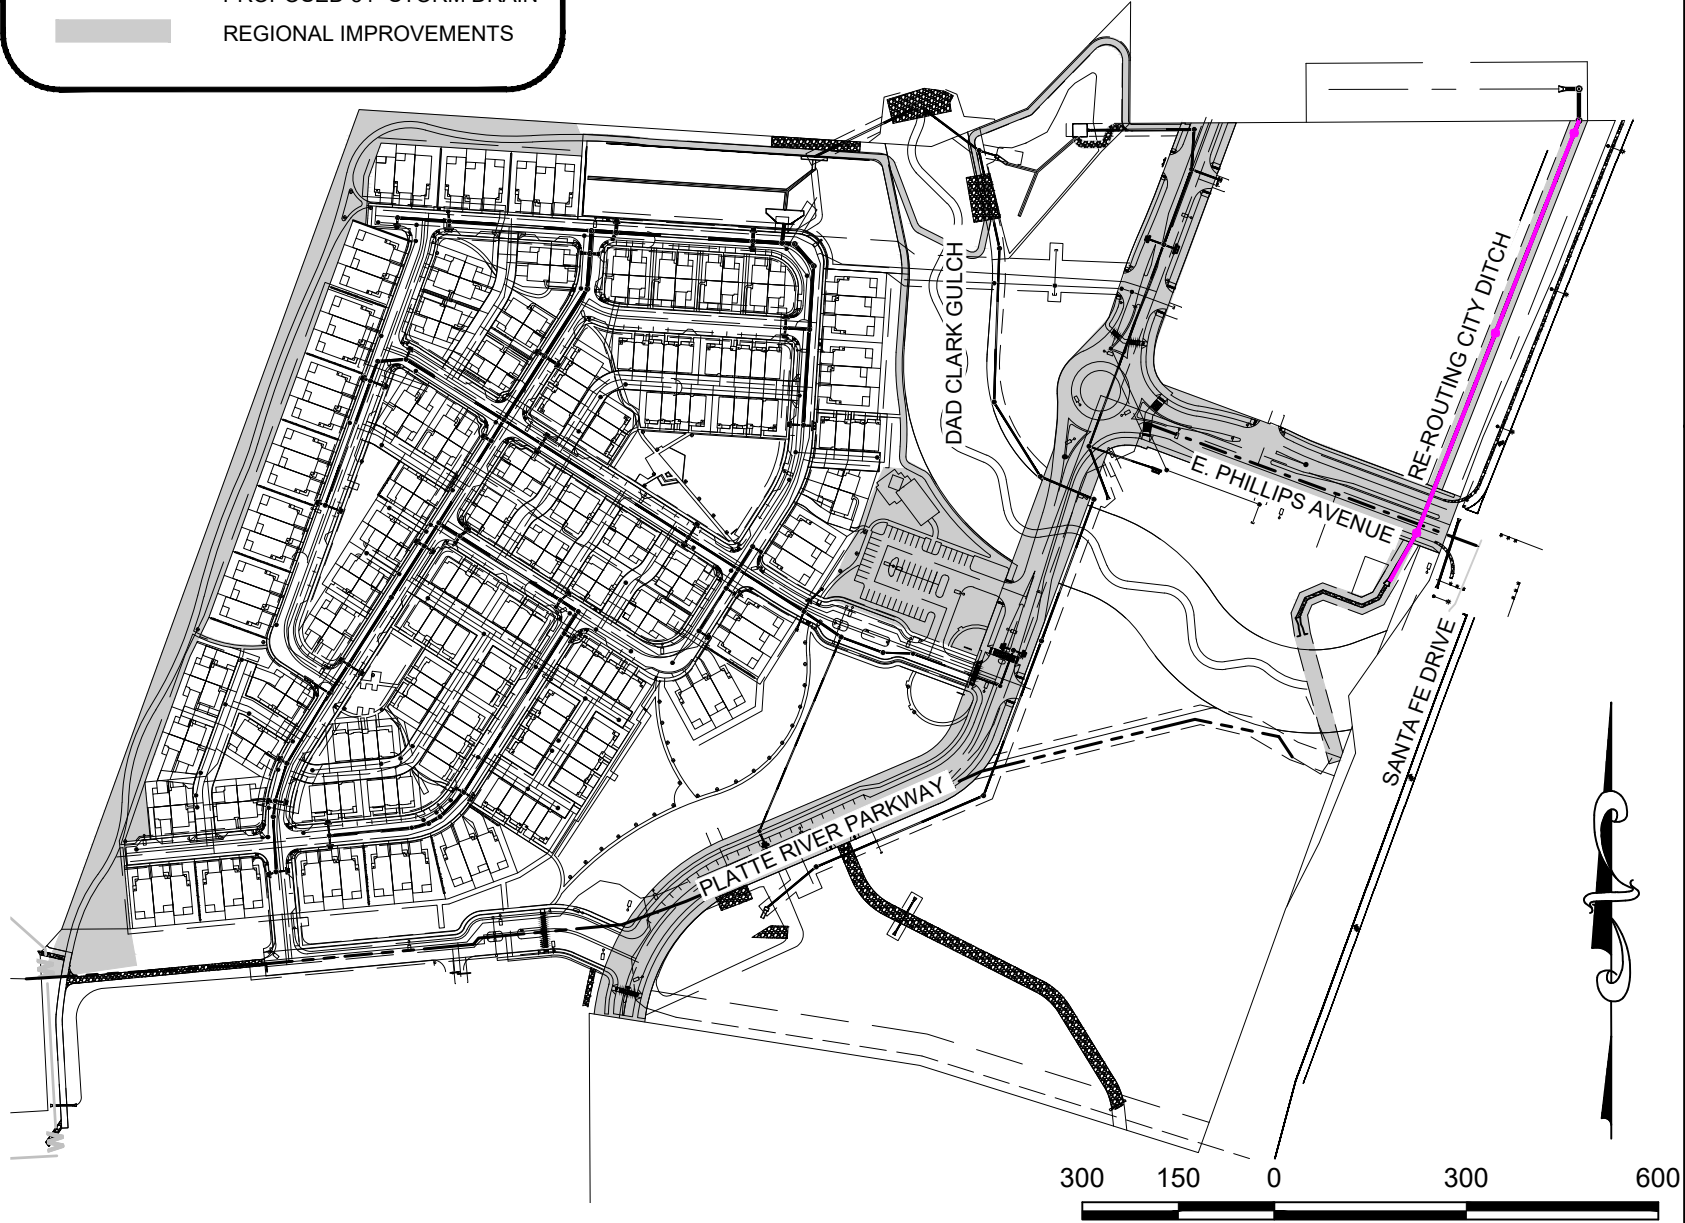 REGIONAL IMPROVEMENTS
DAD CLARK GULCH
RE-ROUTING CITY DITCH
E. PHILLIPS AVENUE
SANTA FE DRIVE
PLATTE RIVER PARKWAY
300 150 0 300 600